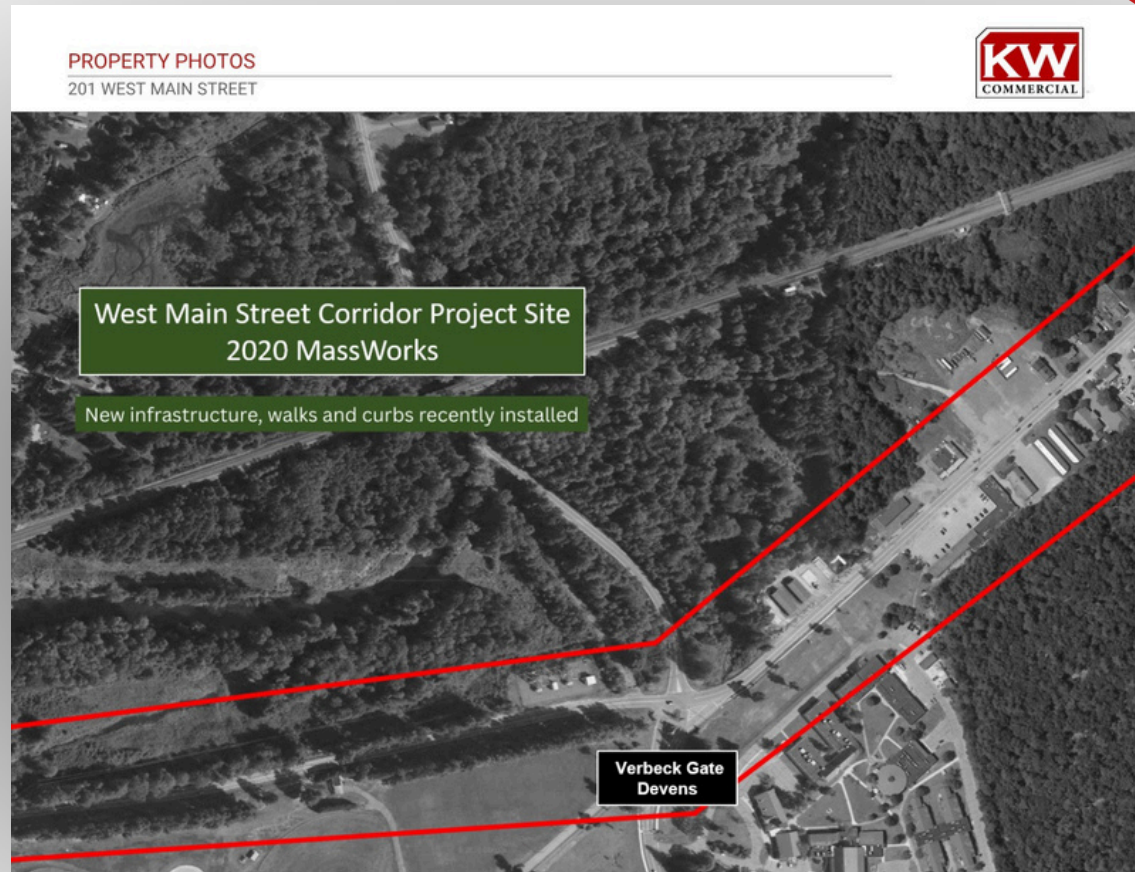 PROPERTY PHOTOS
201 WEST MAIN STREET
KW
COMMERCIAL
West Main Street Corridor Project Site
2020 MassWorks
New infrastructure, walks and curbs recently installed
Verbeck Gate
Devens